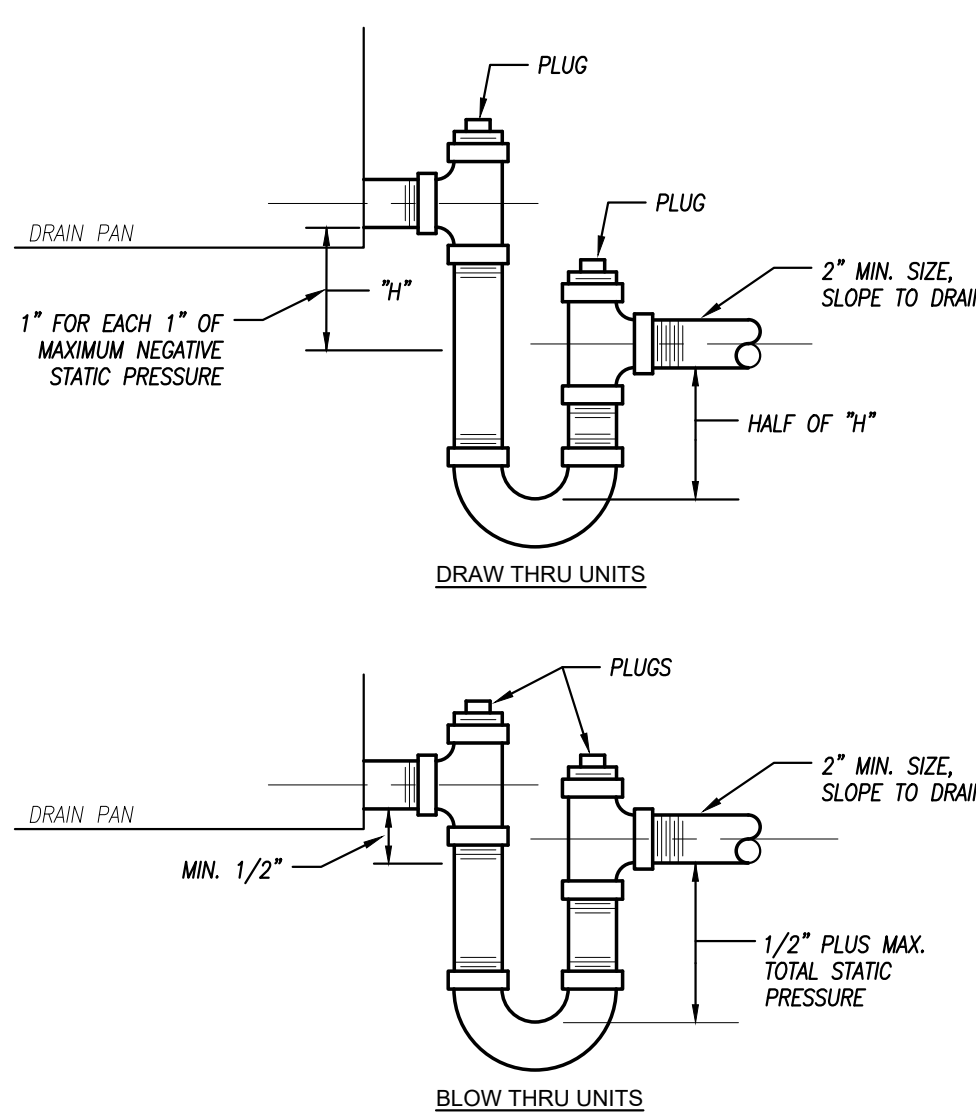 PLUG
PLUG
DRAIN PAN
"H"
2" MIN. SIZE,
SLOPE TO DRAIN
1" FOR EACH 1" OF
MAXIMUM NEGATIVE
STATIC PRESSURE
HALF OF "H"
DRAW THRU UNITS
PLUGS
2" MIN. SIZE,
SLOPE TO DRAIN
DRAIN PAN
MIN. 1/2"
1/2" PLUS MAX.
TOTAL STATIC
PRESSURE
BLOW THRU UNITS